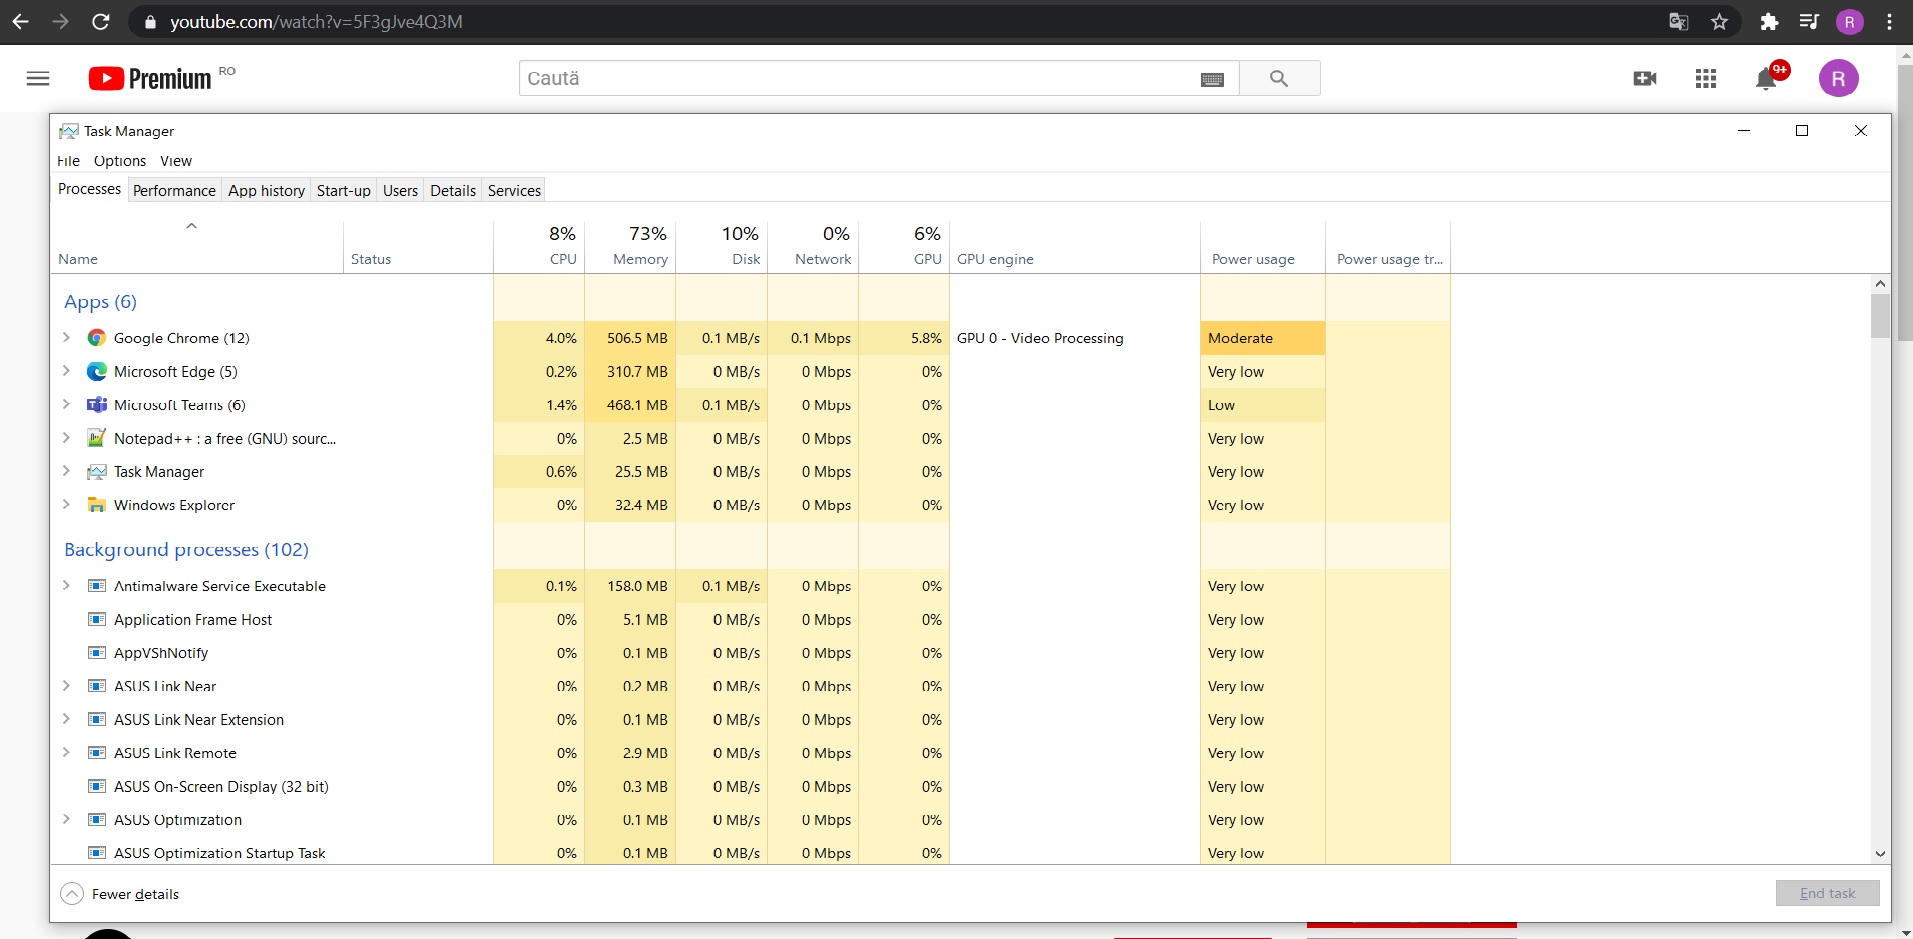 youtube.com/watch?v=5F3gJve4Q3M
R
Premium RO
Caută
9+
R
Task Manager
File Options View
Processes Performance App history Start-up Users Details Services
8% 73% 10% 0% 6%
Name Status CPU Memory Disk Network GPU GPU engine Power usage Power usage tr...
Apps (6)
Google Chrome (12) 4.0% 506.5 MB 0.1 MB/s 0.1 Mbps 5.8% GPU 0 - Video Processing Moderate
Microsoft Edge (5) 0.2% 310.7 MB 0 MB/s 0 Mbps 0% Very low
Microsoft Teams (6) 1.4% 468.1 MB 0.1 MB/s 0 Mbps 0% Low
Notepad++ : a free (GNU) sourc... 0% 2.5 MB 0 MB/s 0 Mbps 0% Very low
Task Manager 0.6% 25.5 MB 0 MB/s 0 Mbps 0% Very low
Windows Explorer 0% 32.4 MB 0 MB/s 0 Mbps 0% Very low
Background processes (102)
Antimalware Service Executable 0.1% 158.0 MB 0.1 MB/s 0 Mbps 0% Very low
Application Frame Host 0% 5.1 MB 0 MB/s 0 Mbps 0% Very low
AppVShNotify 0% 0.1 MB 0 MB/s 0 Mbps 0% Very low
ASUS Link Near 0% 0.2 MB 0 MB/s 0 Mbps 0% Very low
ASUS Link Near Extension 0% 0.1 MB 0 MB/s 0 Mbps 0% Very low
ASUS Link Remote 0% 2.9 MB 0 MB/s 0 Mbps 0% Very low
ASUS On-Screen Display (32 bit) 0% 0.3 MB 0 MB/s 0 Mbps 0% Very low
ASUS Optimization 0% 0.1 MB 0 MB/s 0 Mbps 0% Very low
ASUS Optimization Startup Task 0% 0.1 MB 0 MB/s 0 Mbps 0% Very low
Fewer details
End task